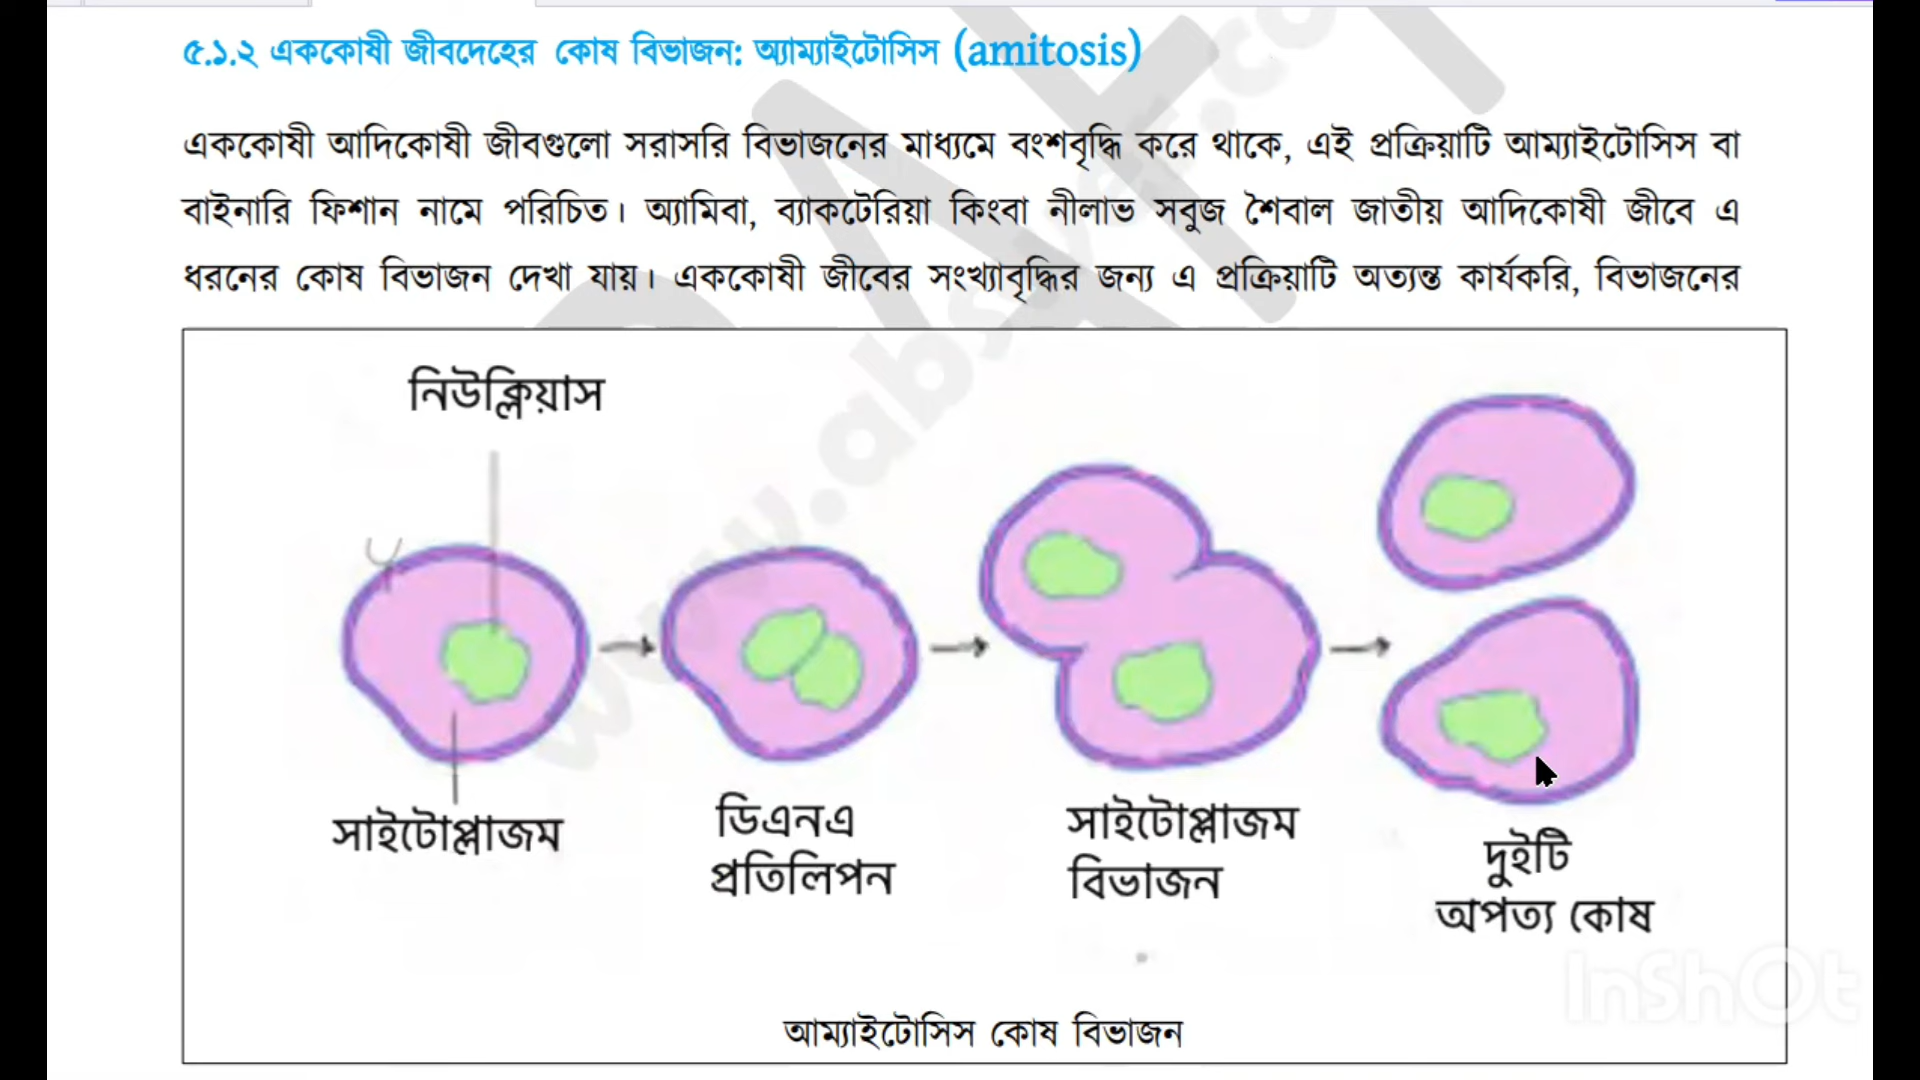 ৫.১.২ এককোষী জীবদেহের কোষ বিভাজন: অ্যাম্যাইটোসিস (amitosis)
এককোষী আদিকোষী জীবগুলো সরাসরি বিভাজনের মাধ্যমে বংশবৃদ্ধি করে থাকে, এই প্রক্রিয়াটি আম্যাইটোসিস বা
বাইনারি ফিশান নামে পরিচিত। অ্যামিবা, ব্যাকটেরিয়া কিংবা নীলাভ সবুজ শৈবাল জাতীয় আদিকোষী জীবে এ
ধরনের কোষ বিভাজন দেখা যায়। এককোষী জীবের সংখ্যাবৃদ্ধির জন্য এ প্রক্রিয়াটি অত্যন্ত কার্যকরি, বিভাজনের
নিউক্লিয়াস
সাইটোপ্লাজম
ডিএনএ
প্রতিলিপন
সাইটোপ্লাজম
বিভাজন
দুইটি
অপত্য কোষ
আম্যাইটোসিস কোষ বিভাজন
InShOt